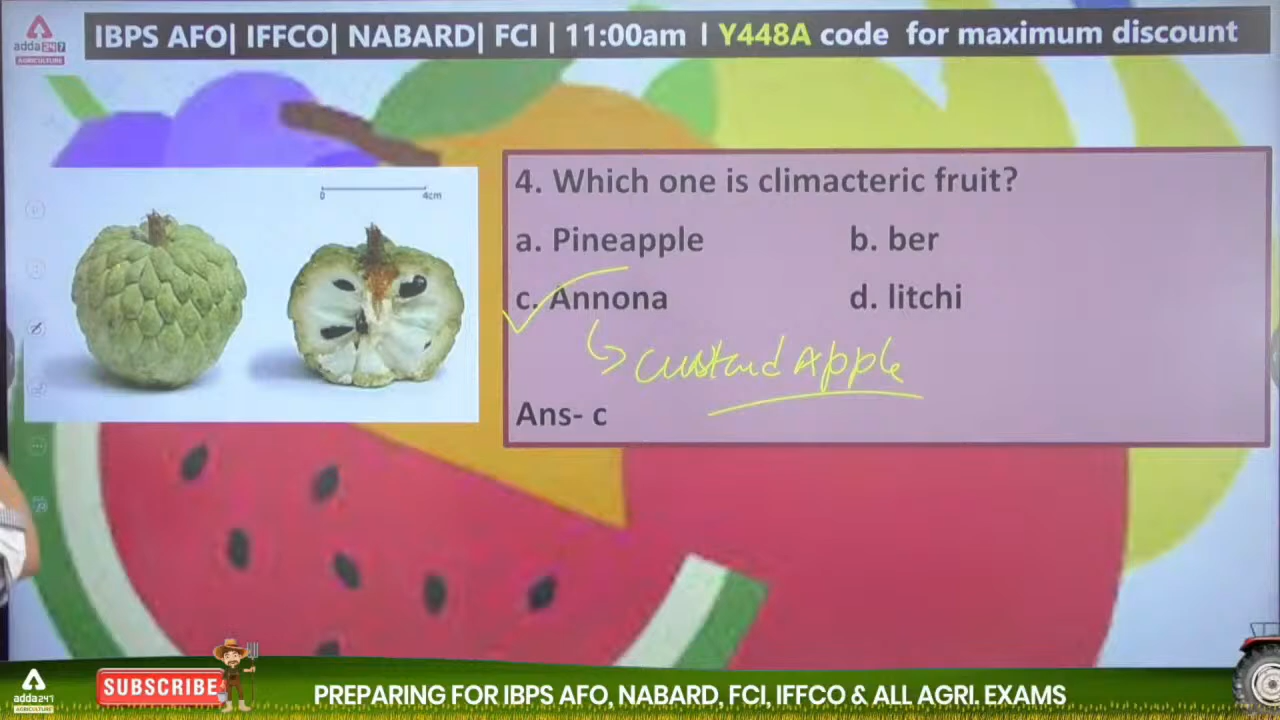 IBPS AFO| IFFCO| NABARD| FCI | 11:00am I Y448A code for maximum discount
adda247
AGRICULTURE
0 4cm
4. Which one is climacteric fruit?
a. Pineapple b. ber
c. Annona d. litchi
custard Apple
Ans- c
adda247
AGRICULTURE
SUBSCRIBE
PREPARING FOR IBPS AFO, NABARD, FCI, IFFCO & ALL AGRI. EXAMS